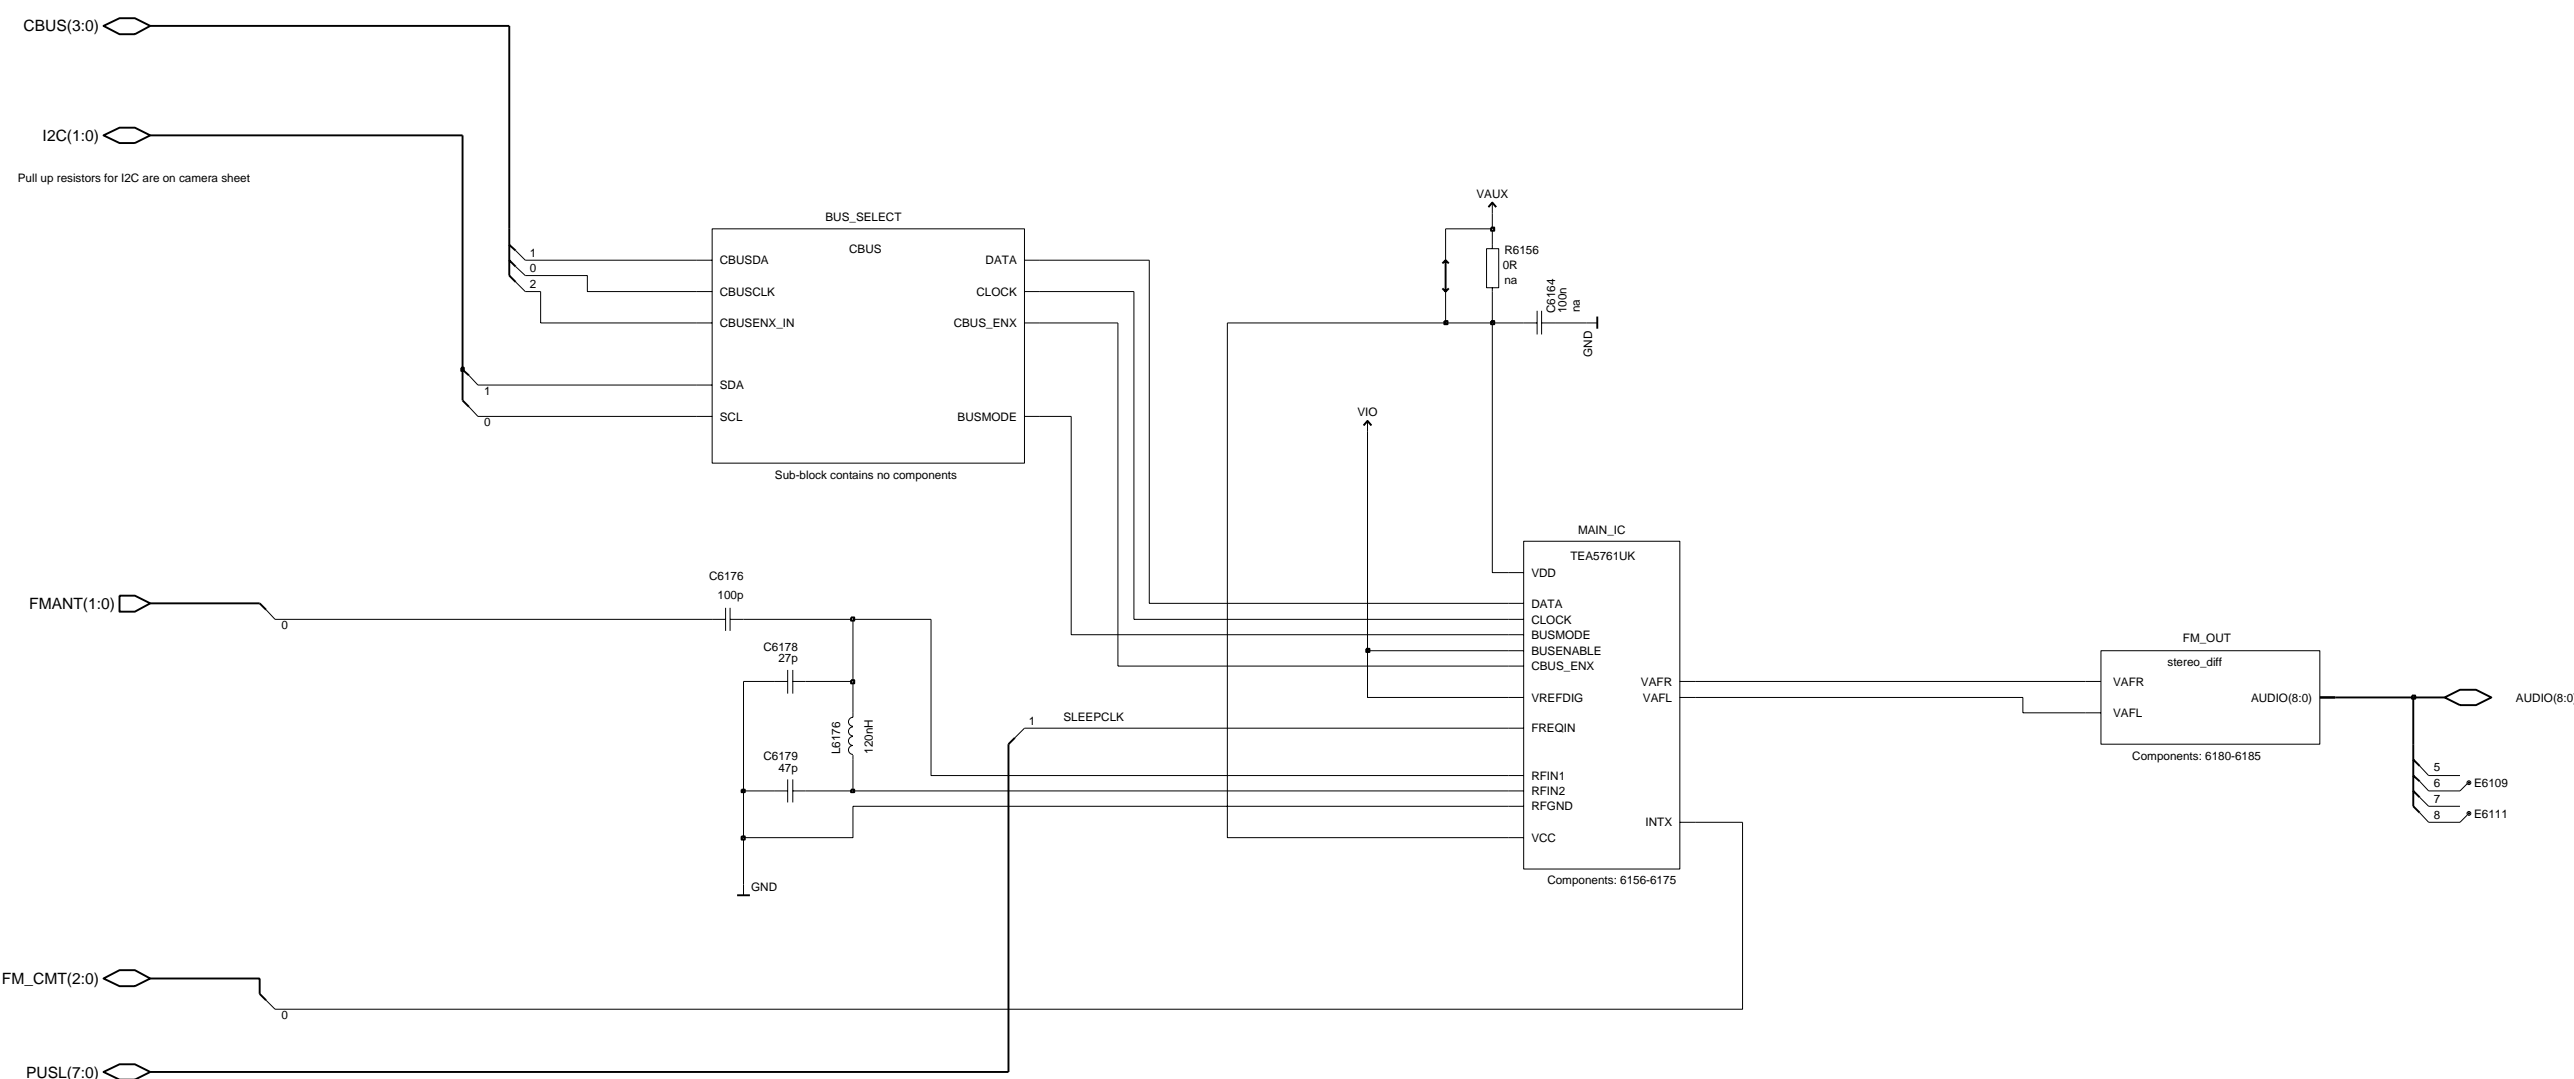 CBUS(3:0)
I2C(1:0)
Pull up resistors for I2C are on camera sheet
1
0
2
1
0
BUS_SELECT
CBUS
CBUSDA
CBUSCLK
CBUSENX_IN
SDA
SCL
DATA
CLOCK
CBUS_ENX
BUSMODE
Sub-block contains no components
VAUX
R6156
0R
na
C6164
100n
na
GND
VIO
FMANT(1:0)
0
C6176
100p
C6178
27p
L6176
120nH
C6179
47p
GND
1
SLEEPCLK
MAIN_IC
TEA5761UK
VDD
DATA
CLOCK
BUSMODE
BUSENABLE
CBUS_ENX
VREFDIG
FREQIN
RFIN1
RFIN2
RFGND
VCC
VAFR
VAFL
INTX
Components: 6156-6175
FM_OUT
stereo_diff
VAFR
VAFL
AUDIO(8:0)
Components: 6180-6185
AUDIO(8:0
5
6
E6109
7
8
E6111
FM_CMT(2:0)
0
PUSL(7:0)